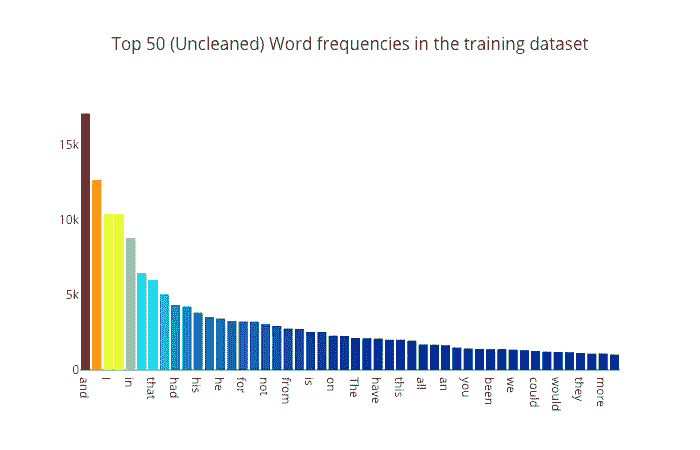 Top 50 (Uncleaned) Word frequencies in the training dataset
15k
10k
5k
0
and
I
in
that
had
his
he
for
not
from
is
on
The
have
this
all
an
you
been
we
could
would
they
more